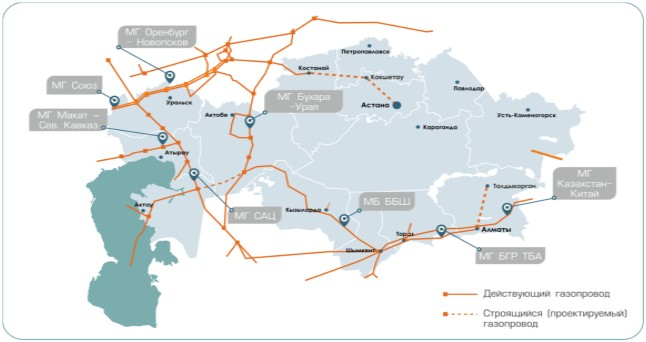 МГ Оренбург
– Новопсков
Петропавловск
Костанай
Кокшетау
МГ Союз
Павлодар
Уральск
МГ Бухара
–Урал
Астана
МГ Макат –
Сев. Кавказ
Актобе
Усть-Каменогорск
Караганда
Атырау
МГ
Казахстан–
Китай
Талдыкорган
МБ ББШ
Актау
Кызылорда
МГ САЦ
Тараз
Алматы
Шымкент
МГ БГР ТБА
Действующий газопровод
Строящийся (проектируемый)
газопровод